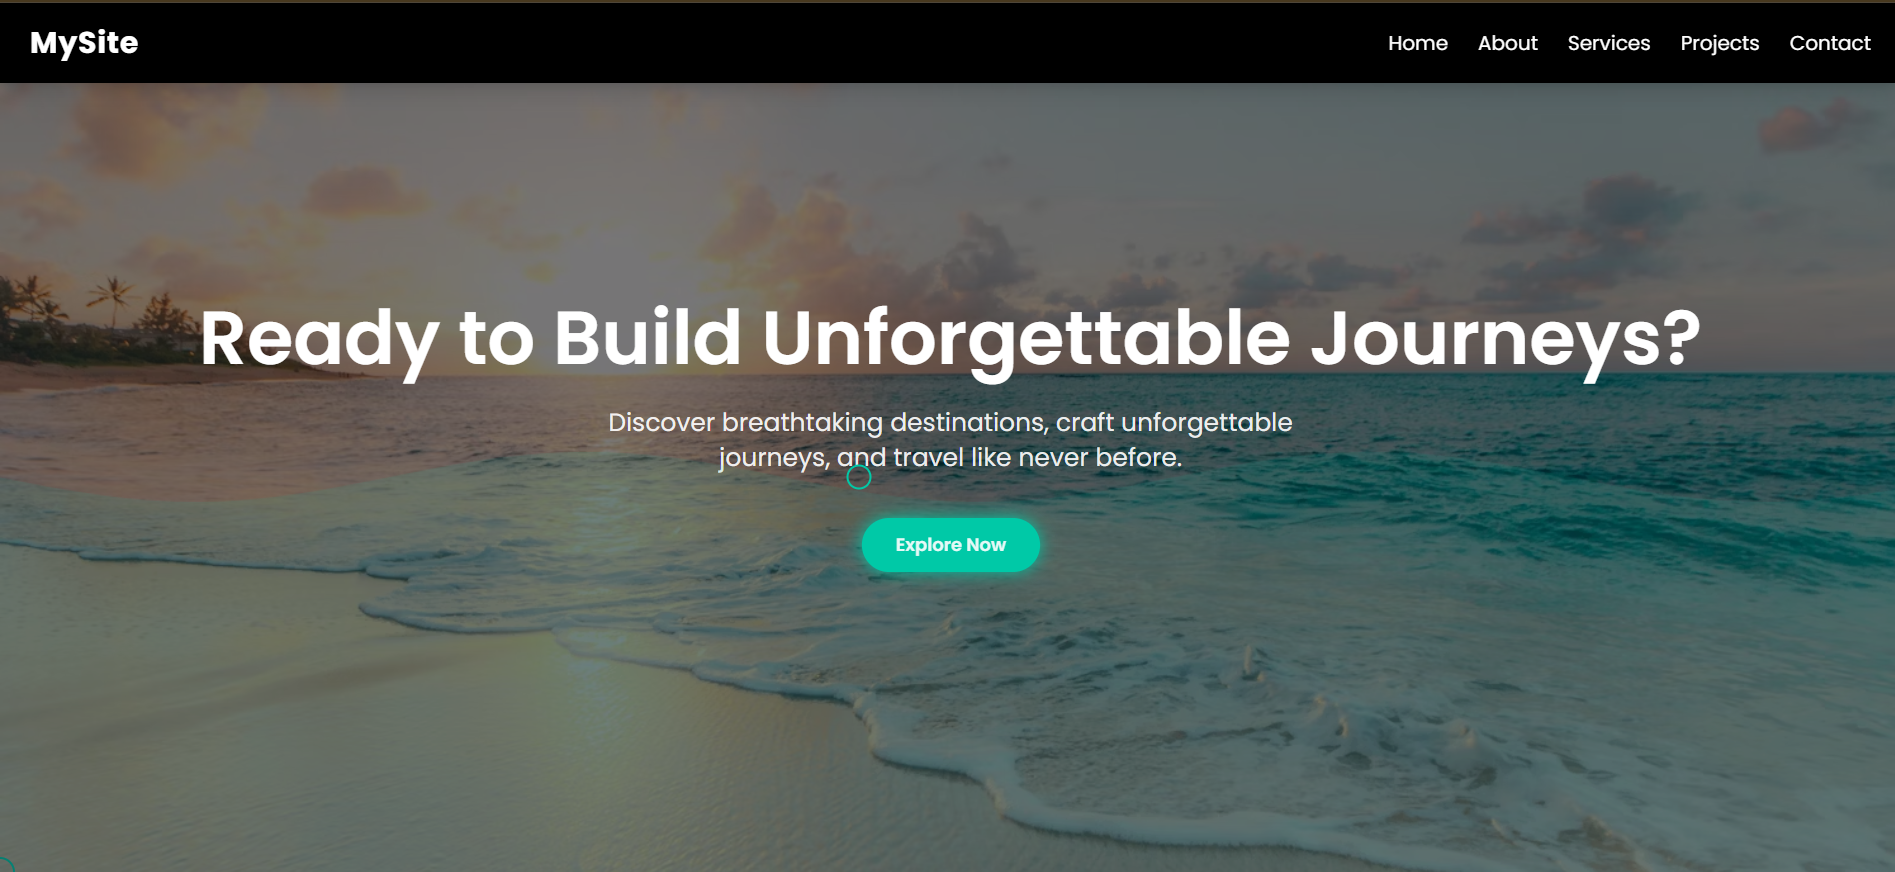 MySite
Home About Services Projects Contact
Ready to Build Unforgettable Journeys?
Discover breathtaking destinations, craft unforgettable
journeys, and travel like never before.
Explore Now